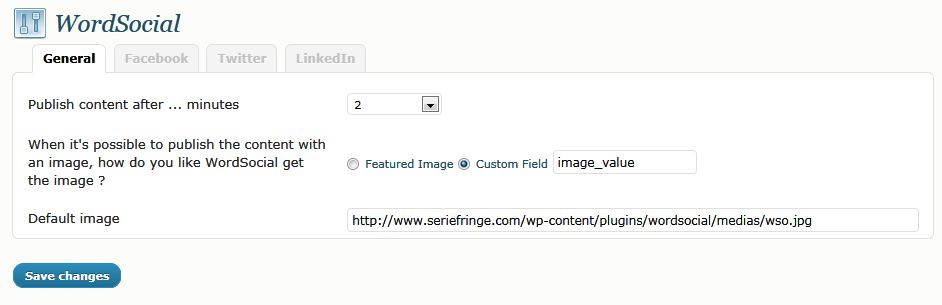 WordSocial
General Facebook Twitter LinkedIn
Publish content after ... minutes 2
When it's possible to publish the content with
an image, how do you like WordSocial get
the image ?
Featured Image Custom Field image_value
Default image http://www.seriefringe.com/wp-content/plugins/wordsocial/medias/wso.jpg
Save changes